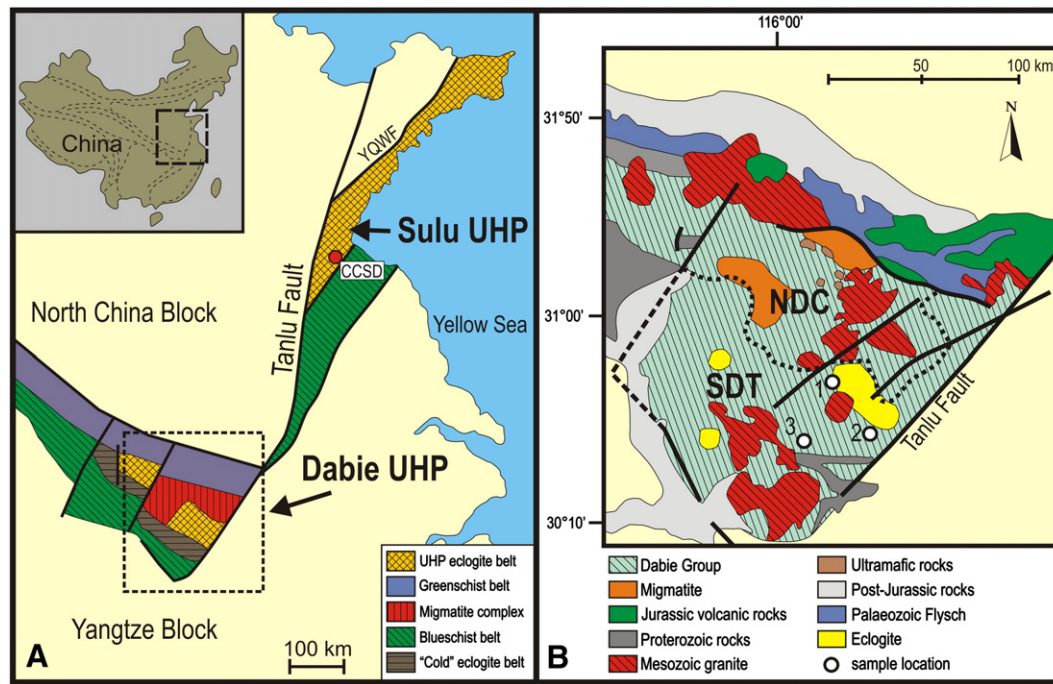 China
YQWF
Sulu UHP
CCSD
Tanlu Fault
North China Block
Yellow Sea
Dabie UHP
Yangtze Block
A
100 km
UHP eclogite belt
Greenschist belt
Migmatite complex
Blueschist belt
"Cold" eclogite belt
116°00'
50
100 km
N
31°50'
31°00'
30°10'
NDC
SDT
1
2
3
Tanlu Fault
B
Dabie Group
Migmatite
Jurassic volcanic rocks
Proterozoic rocks
Mesozoic granite
Ultramafic rocks
Post-Jurassic rocks
Palaeozoic Flysch
Eclogite
sample location